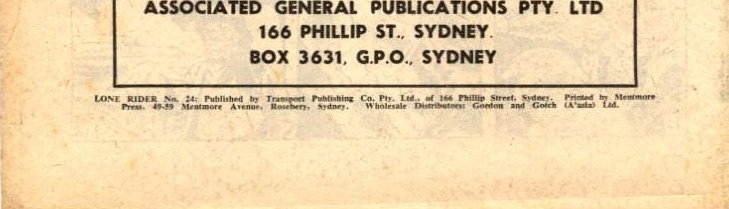 ASSOCIATED GENERAL PUBLICATIONS PTY. LTD
166 PHILLIP ST., SYDNEY.
BOX 3631, G.P.O., SYDNEY
LONE RIDER No. 24: Published by Transport Publishing Co. Pty. Ltd., of 166 Phillip Street, Sydney. Printed by Mentmore
Press, 49-59 Mentmore Avenue, Rosebery, Sydney. Wholesale Distributors: Gordon and Gotch (A'asia) Ltd.